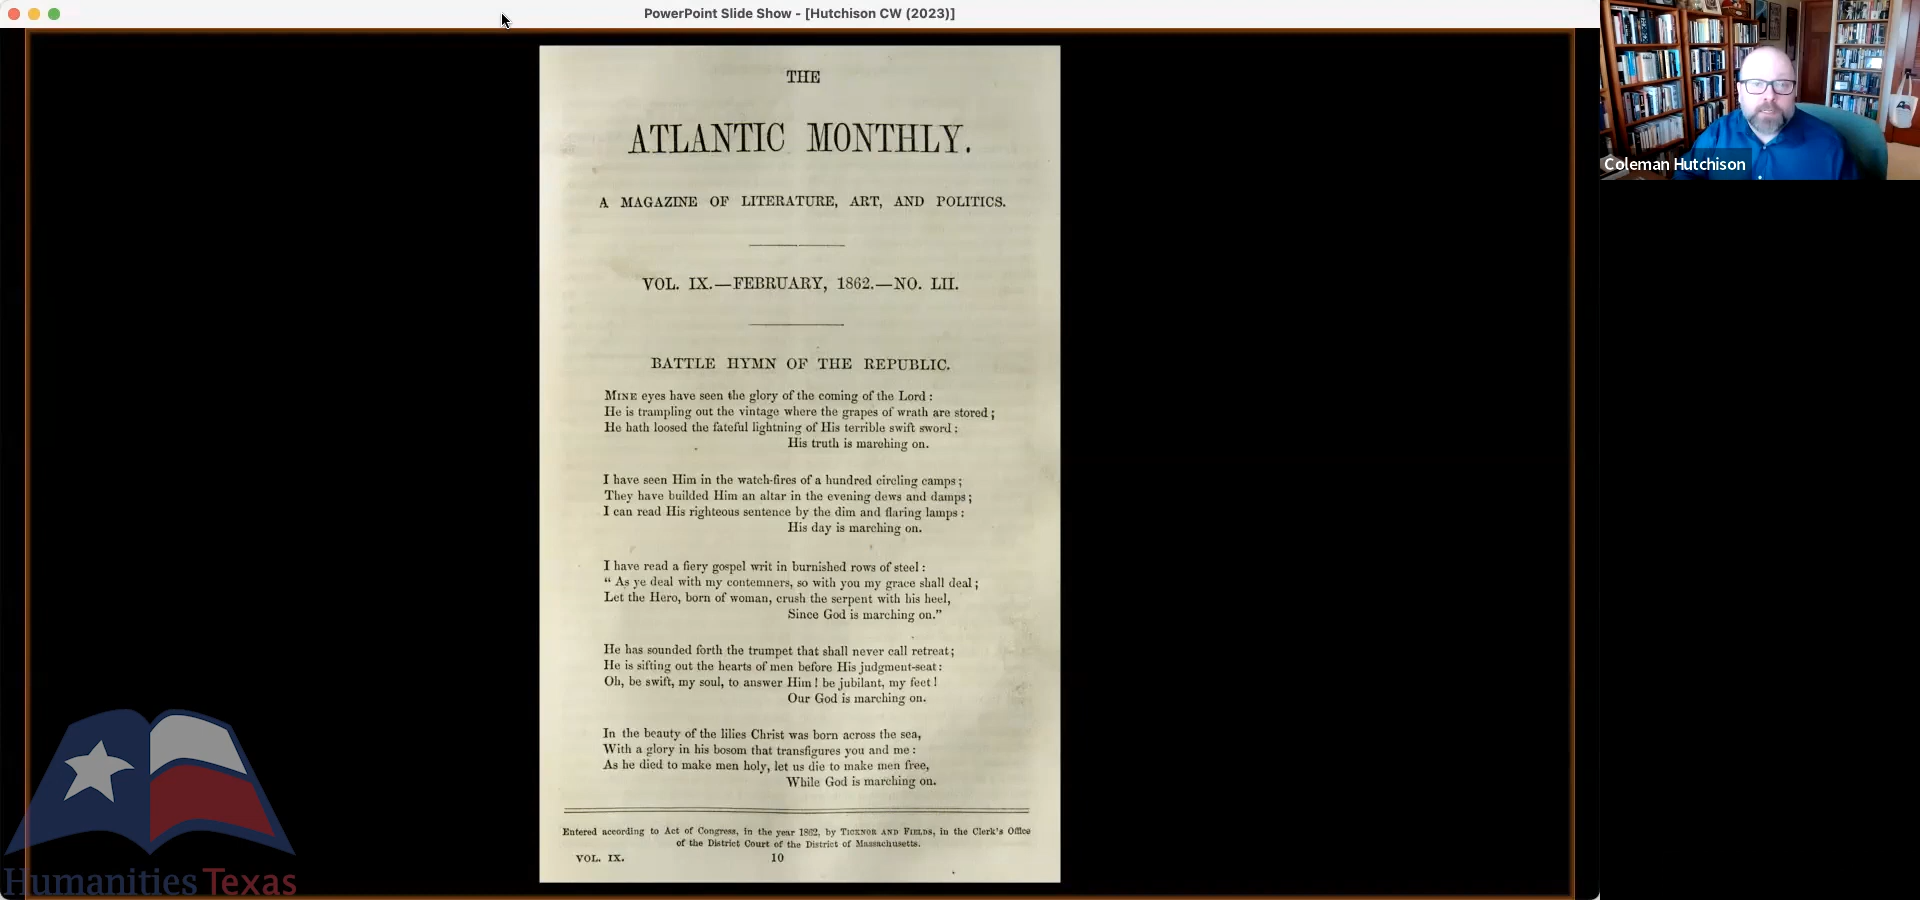 PowerPoint Slide Show - [Hutchison CW (2023)]
THE
ATLANTIC MONTHLY.
A MAGAZINE OF LITERATURE, ART, AND POLITICS.
VOL. IX.—FEBRUARY, 1862.—NO. LII.
BATTLE HYMN OF THE REPUBLIC.
MINE eyes have seen the glory of the coming of the Lord :
He is trampling out the vintage where the grapes of wrath are stored ;
He hath loosed the fateful lightning of His terrible swift sword :
His truth is marching on.
I have seen Him in the watch-fires of a hundred circling camps ;
They have builded Him an altar in the evening dews and damps ;
I can read His righteous sentence by the dim and flaring lamps :
His day is marching on.
I have read a fiery gospel writ in burnished rows of steel :
“ As ye deal with my contemners, so with you my grace shall deal ;
Let the Hero, born of woman, crush the serpent with his heel,
Since God is marching on.”
He has sounded forth the trumpet that shall never call retreat ;
He is sifting out the hearts of men before His judgment-seat :
Oh, be swift, my soul, to answer Him ! be jubilant, my feet !
Our God is marching on.
In the beauty of the lilies Christ was born across the sea,
With a glory in his bosom that transfigures you and me :
As he died to make men holy, let us die to make men free,
While God is marching on.
Entered according to Act of Congress, in the year 1862, by TICKNOR AND FIELDS, in the Clerk's Office
of the District Court of the District of Massachusetts.
VOL. IX. 10
Coleman Hutchison
Humanities Texas